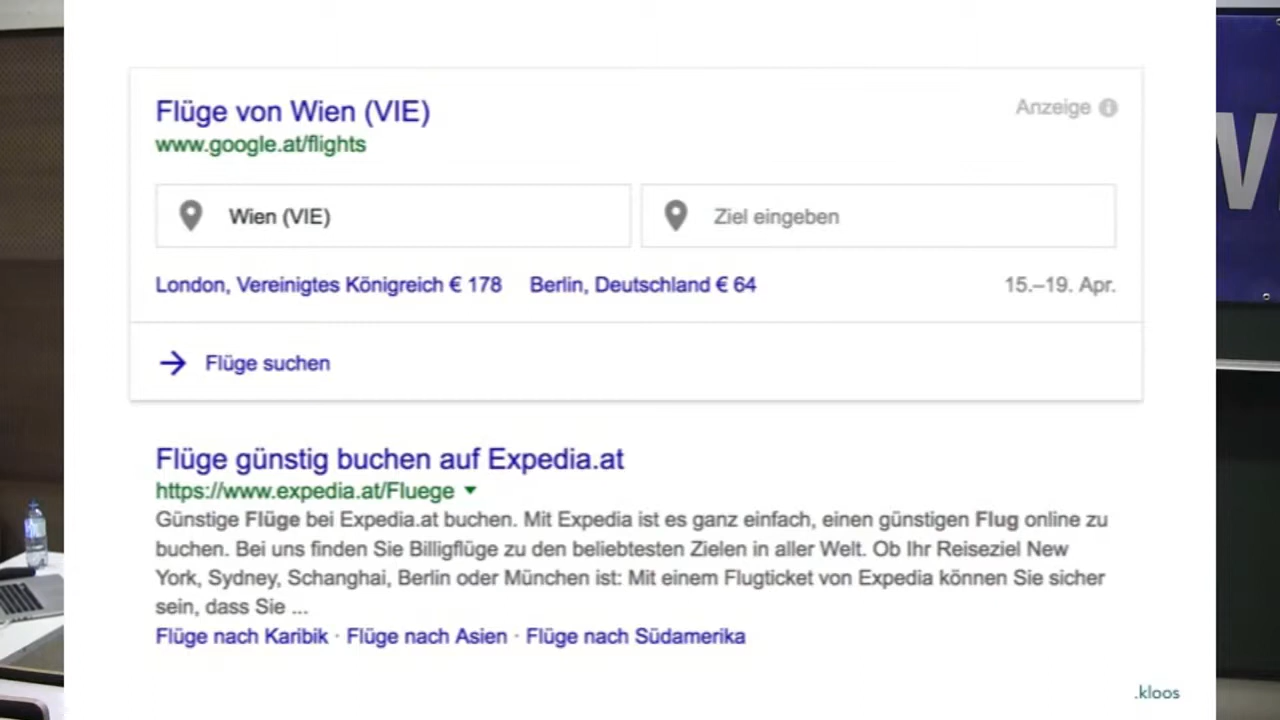 Flüge von Wien (VIE)
Anzeige
www.google.at/flights
Wien (VIE)
Ziel eingeben
London, Vereinigtes Königreich € 178 Berlin, Deutschland € 64 15.–19. Apr.
Flüge suchen
Flüge günstig buchen auf Expedia.at
https://www.expedia.at/Fluege
Günstige Flüge bei Expedia.at buchen. Mit Expedia ist es ganz einfach, einen günstigen Flug online zu
buchen. Bei uns finden Sie Billigflüge zu den beliebtesten Zielen in aller Welt. Ob Ihr Reiseziel New
York, Sydney, Schanghai, Berlin oder München ist: Mit einem Flugticket von Expedia können Sie sicher
sein, dass Sie ...
Flüge nach Karibik · Flüge nach Asien · Flüge nach Südamerika
.kloos